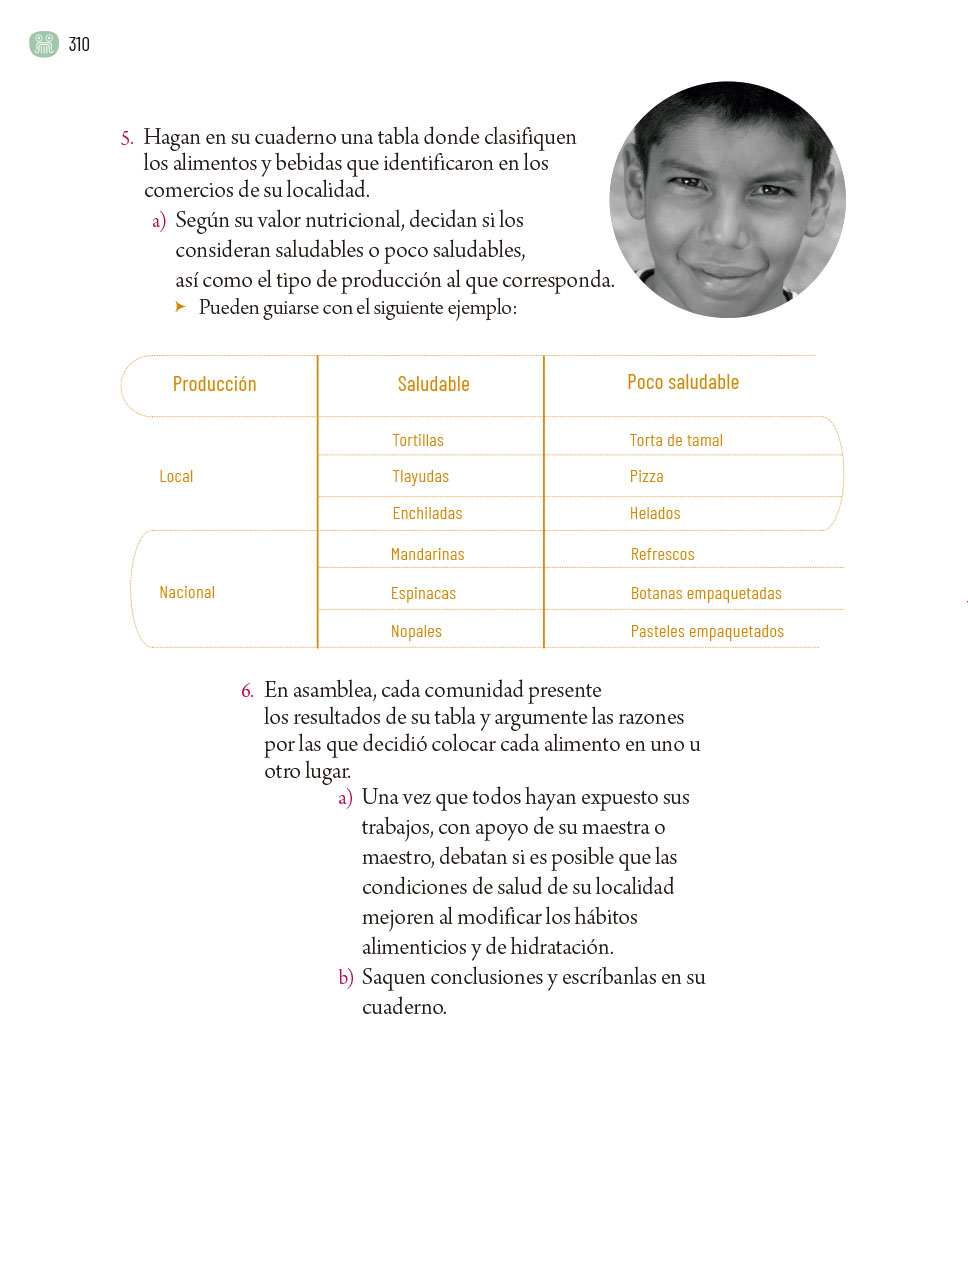 310
5. Hagan en su cuaderno una tabla donde clasifiquen
los alimentos y bebidas que identificaron en los
comercios de su localidad.
a) Según su valor nutricional, decidan si los
consideran saludables o poco saludables,
así como el tipo de producción al que corresponda.
➤ Pueden guiarse con el siguiente ejemplo:
Producción Saludable Poco saludable
Tortillas Torta de tamal
Local Tlayudas Pizza
Enchiladas Helados
Mandarinas Refrescos
Nacional Espinacas Botanas empaquetadas
Nopales Pasteles empaquetados
6. En asamblea, cada comunidad presente
los resultados de su tabla y argumente las razones
por las que decidió colocar cada alimento en uno u
otro lugar.
a) Una vez que todos hayan expuesto sus
trabajos, con apoyo de su maestra o
maestro, debatan si es posible que las
condiciones de salud de su localidad
mejoren al modificar los hábitos
alimenticios y de hidratación.
b) Saquen conclusiones y escríbanlas en su
cuaderno.